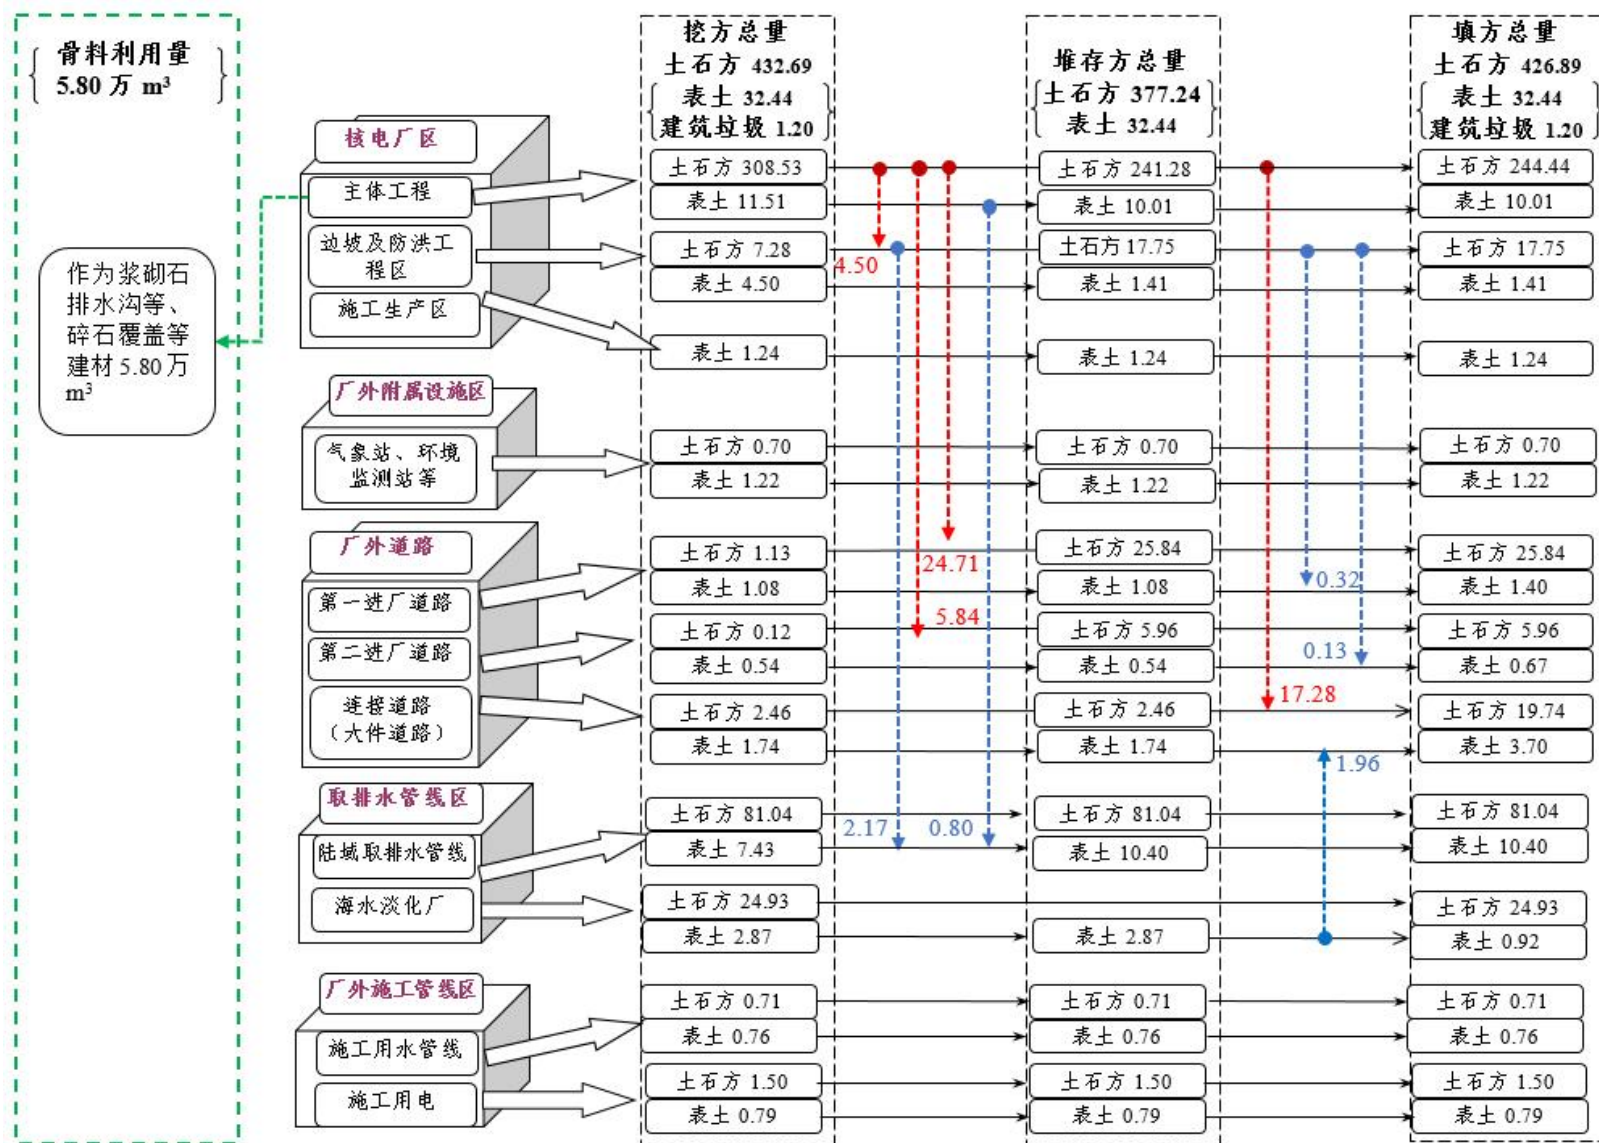 骨料利用量
5.80 万 m³
作为浆砌石
排水沟等、
碎石覆盖等
建材 5.80 万
m³
挖方总量
土石方 432.69
表土 32.44
建筑垃圾 1.20
堆存方总量
土石方 377.24
表土 32.44
填方总量
土石方 426.89
表土 32.44
建筑垃圾 1.20
核电厂区
主体工程
边坡及防洪工
程区
施工生产区
土石方 308.53
土石方 241.28
土石方 244.44
表土 11.51
表土 10.01
表土 10.01
土石方 7.28
土石方 17.75
土石方 17.75
4.50
表土 4.50
表土 1.41
表土 1.41
表土 1.24
表土 1.24
表土 1.24
厂外附属设施区
气象站、环境
监测站等
土石方 0.70
土石方 0.70
土石方 0.70
表土 1.22
表土 1.22
表土 1.22
厂外道路
第一进厂道路
第二进厂道路
连接道路
（大件道路）
土石方 1.13
土石方 25.84
土石方 25.84
24.71
表土 1.08
表土 1.08
0.32
表土 1.40
土石方 0.12
5.84
土石方 5.96
土石方 5.96
表土 0.54
表土 0.54
0.13
表土 0.67
土石方 2.46
土石方 2.46
17.28
土石方 19.74
表土 1.74
表土 1.74
1.96
表土 3.70
取排水管线区
陆域取排水管线
海水淡化厂
土石方 81.04
土石方 81.04
土石方 81.04
2.17
0.80
表土 7.43
表土 10.40
表土 10.40
土石方 24.93
土石方 24.93
表土 2.87
表土 2.87
表土 0.92
厂外施工管线区
施工用水管线
施工用电
土石方 0.71
土石方 0.71
土石方 0.71
表土 0.76
表土 0.76
表土 0.76
土石方 1.50
土石方 1.50
土石方 1.50
表土 0.79
表土 0.79
表土 0.79